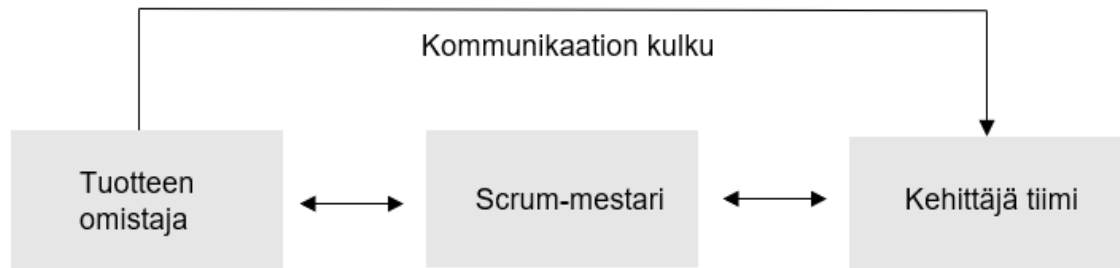 Kommunikaation kulku
Tuotteen
omistaja
Scrum-mestari
Kehittäjä tiimi